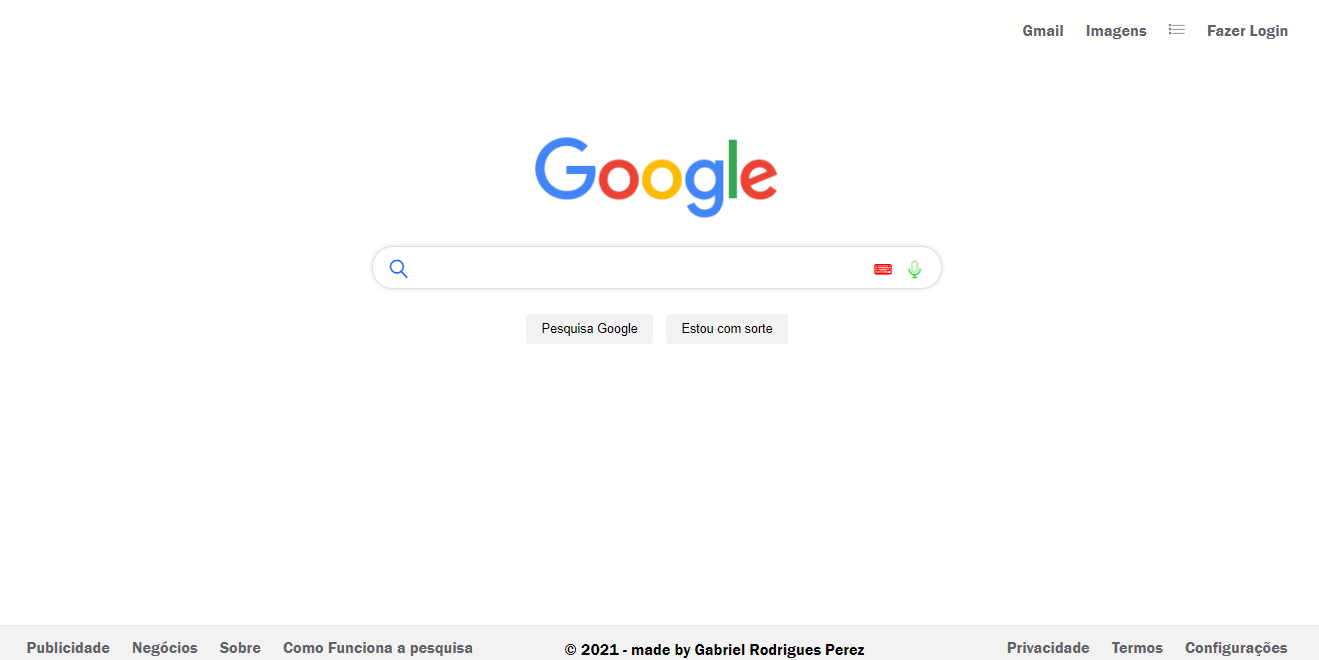 Gmail Imagens Fazer Login
Google
Pesquisa Google Estou com sorte
Publicidade Negócios Sobre Como Funciona a pesquisa © 2021 - made by Gabriel Rodrigues Perez Privacidade Termos Configurações